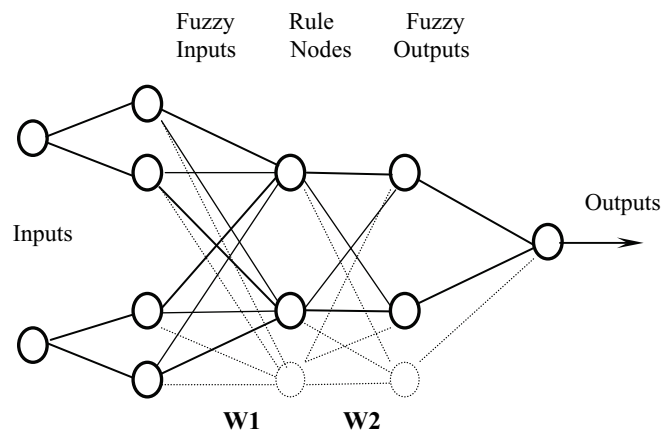 Fuzzy Rule Fuzzy
Inputs Nodes Outputs
Outputs
Inputs
W1 W2